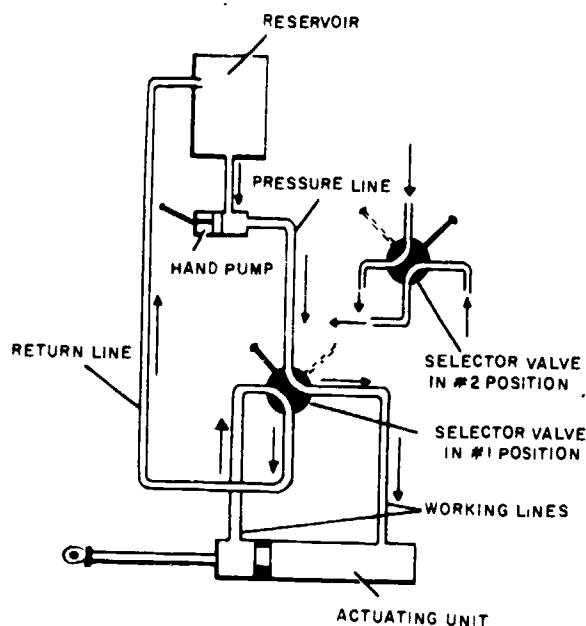 RESERVOIR
PRESSURE LINE
HAND PUMP
RETURN LINE
SELECTOR VALVE
IN #2 POSITION
SELECTOR VALVE
IN #1 POSITION
WORKING LINES
ACTUATING UNIT